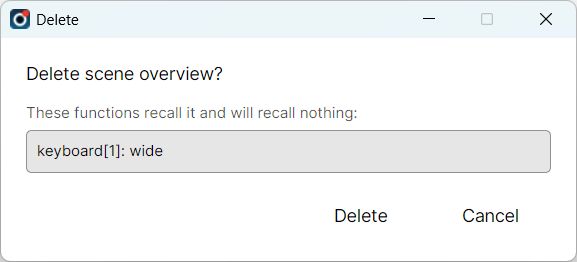 Delete
Delete scene overview?
These functions recall it and will recall nothing:
keyboard[1]: wide
Delete Cancel